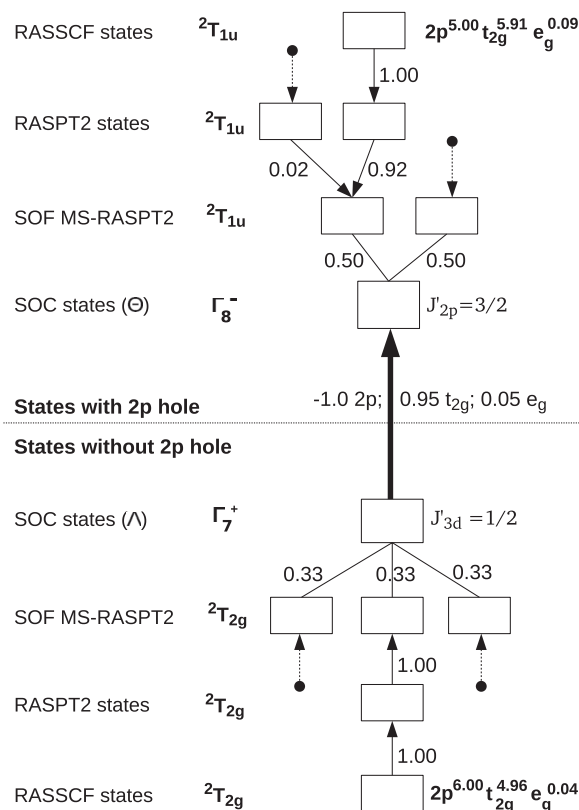 RASSCF states ²T₁ᵤ 2p⁵·⁰⁰ t₂g⁵·⁹¹ e_g⁰·⁰⁹
1.00
RASPT2 states ²T₁ᵤ
0.02 0.92
SOF MS-RASPT2 ²T₁ᵤ
0.50 0.50
SOC states (Θ) Γ₈⁻ J'₂ₚ=3/2
-1.0 2p; 0.95 t₂g; 0.05 e_g
States with 2p hole
States without 2p hole
SOC states (Λ) Γ₇⁺ J'₃d =1/2
0.33 0.33 0.33
SOF MS-RASPT2 ²T₂g
1.00
RASPT2 states ²T₂g
1.00
RASSCF states ²T₂g 2p⁶·⁰⁰ t₂g⁴·⁹⁶ e_g⁰·⁰⁴